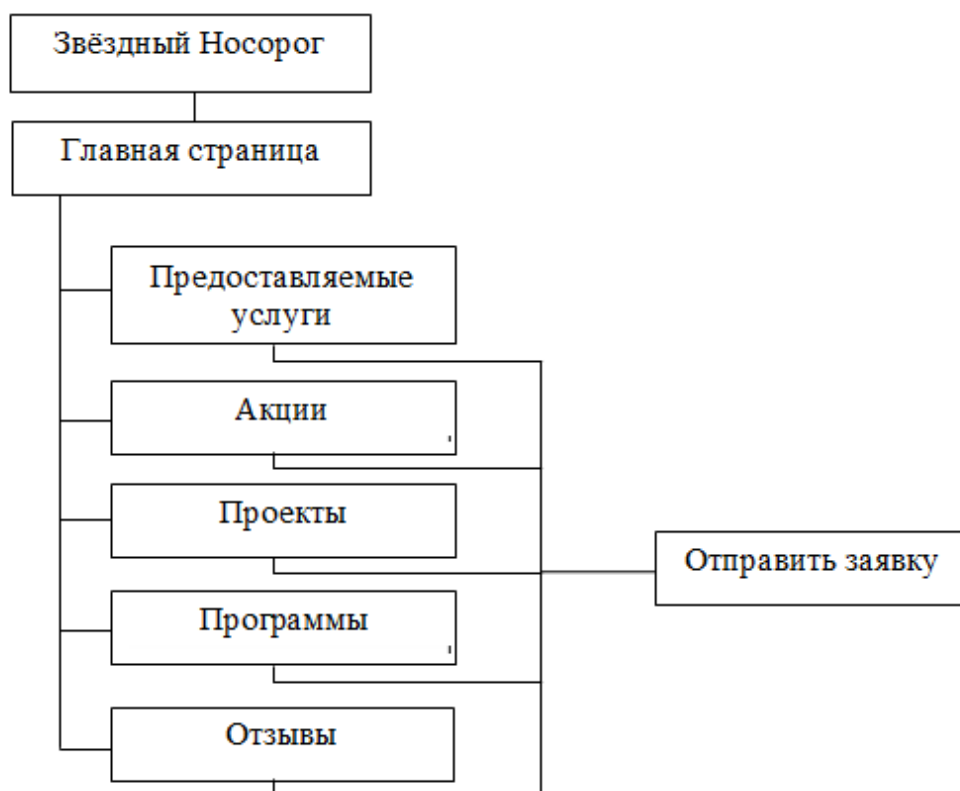 Звёздный Носорог
Главная страница
Предоставляемые
услуги
Акции
Проекты
Отправить заявку
Программы
Отзывы